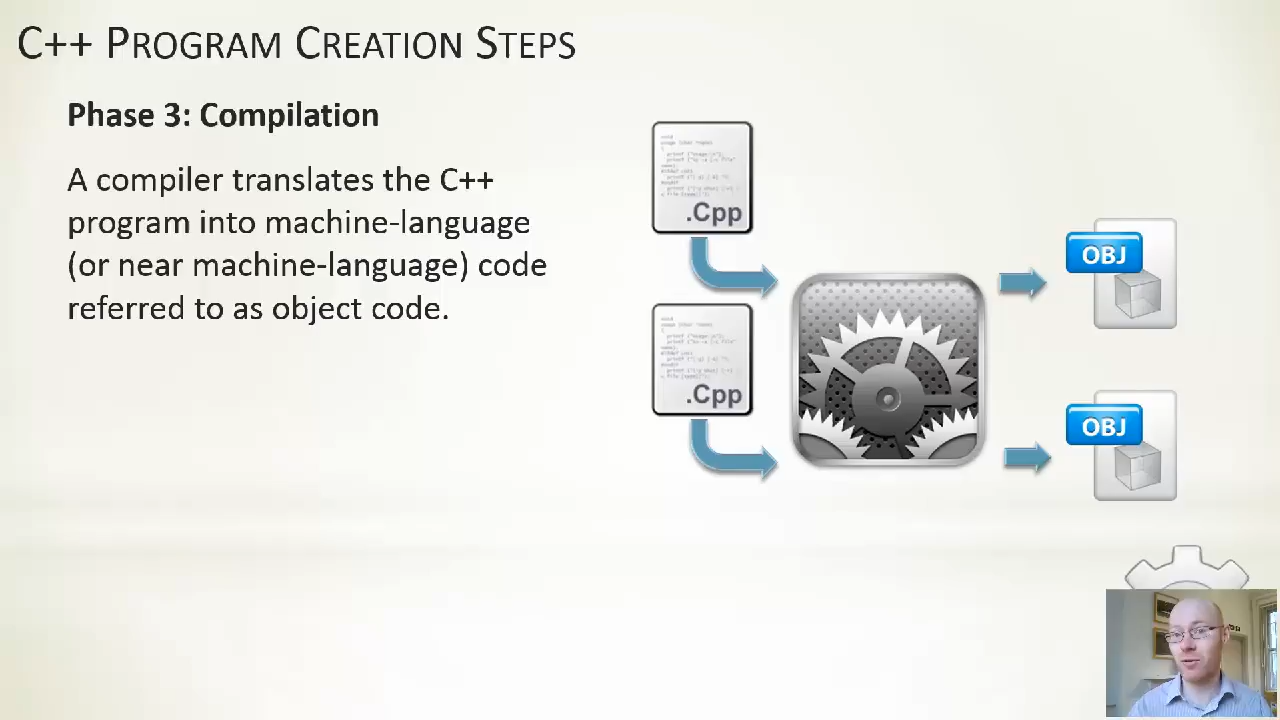 C++ PROGRAM CREATION STEPS
Phase 3: Compilation
A compiler translates the C++
program into machine-language
(or near machine-language) code
referred to as object code.
.Cpp
OBJ
.Cpp
OBJ